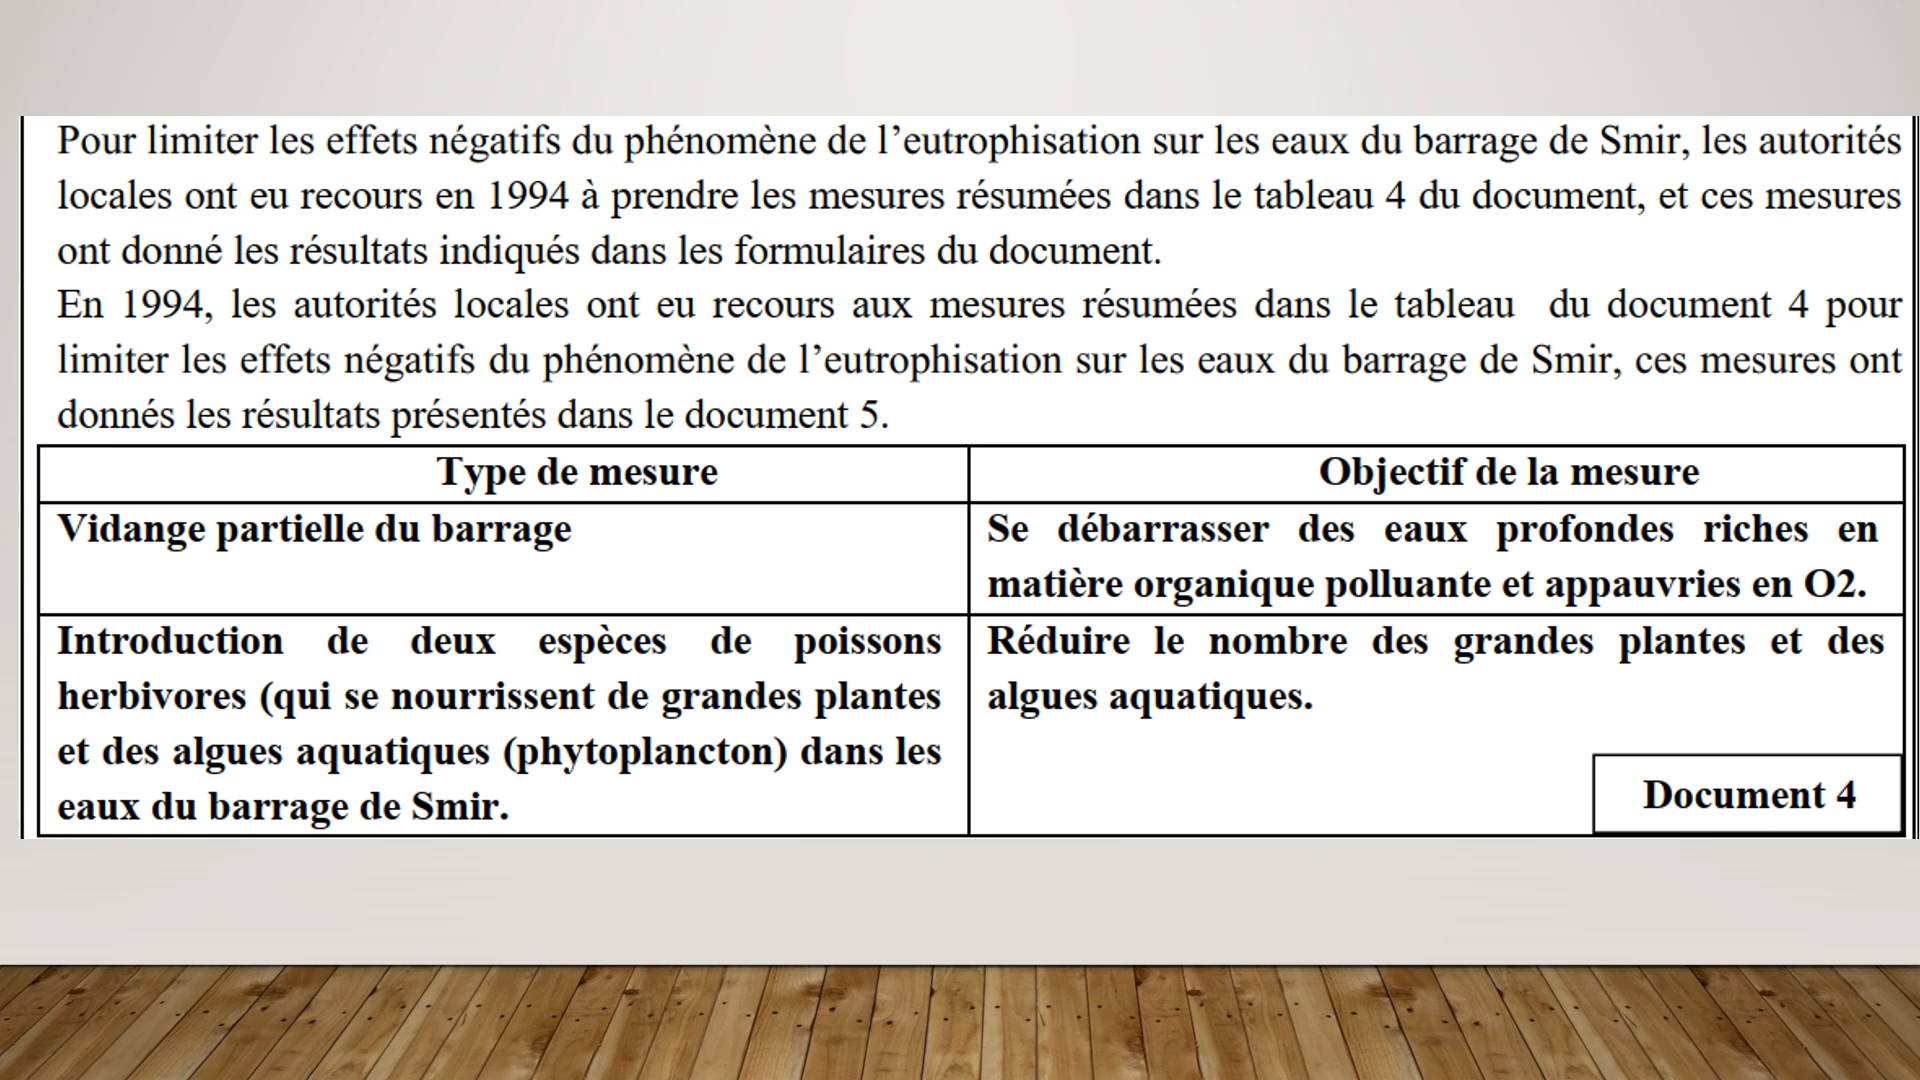 Pour limiter les effets négatifs du phénomène de l’eutrophisation sur les eaux du barrage de Smir, les autorités
locales ont eu recours en 1994 à prendre les mesures résumées dans le tableau 4 du document, et ces mesures
ont donné les résultats indiqués dans les formulaires du document.
En 1994, les autorités locales ont eu recours aux mesures résumées dans le tableau du document 4 pour
limiter les effets négatifs du phénomène de l’eutrophisation sur les eaux du barrage de Smir, ces mesures ont
donnés les résultats présentés dans le document 5.
Type de mesure
Objectif de la mesure
Vidange partielle du barrage
Se débarrasser des eaux profondes riches en
matière organique polluante et appauvries en O2.
Introduction de deux espèces de poissons
herbivores (qui se nourrissent de grandes plantes
et des algues aquatiques (phytoplancton) dans les
eaux du barrage de Smir.
Réduire le nombre des grandes plantes et des
algues aquatiques.
Document 4